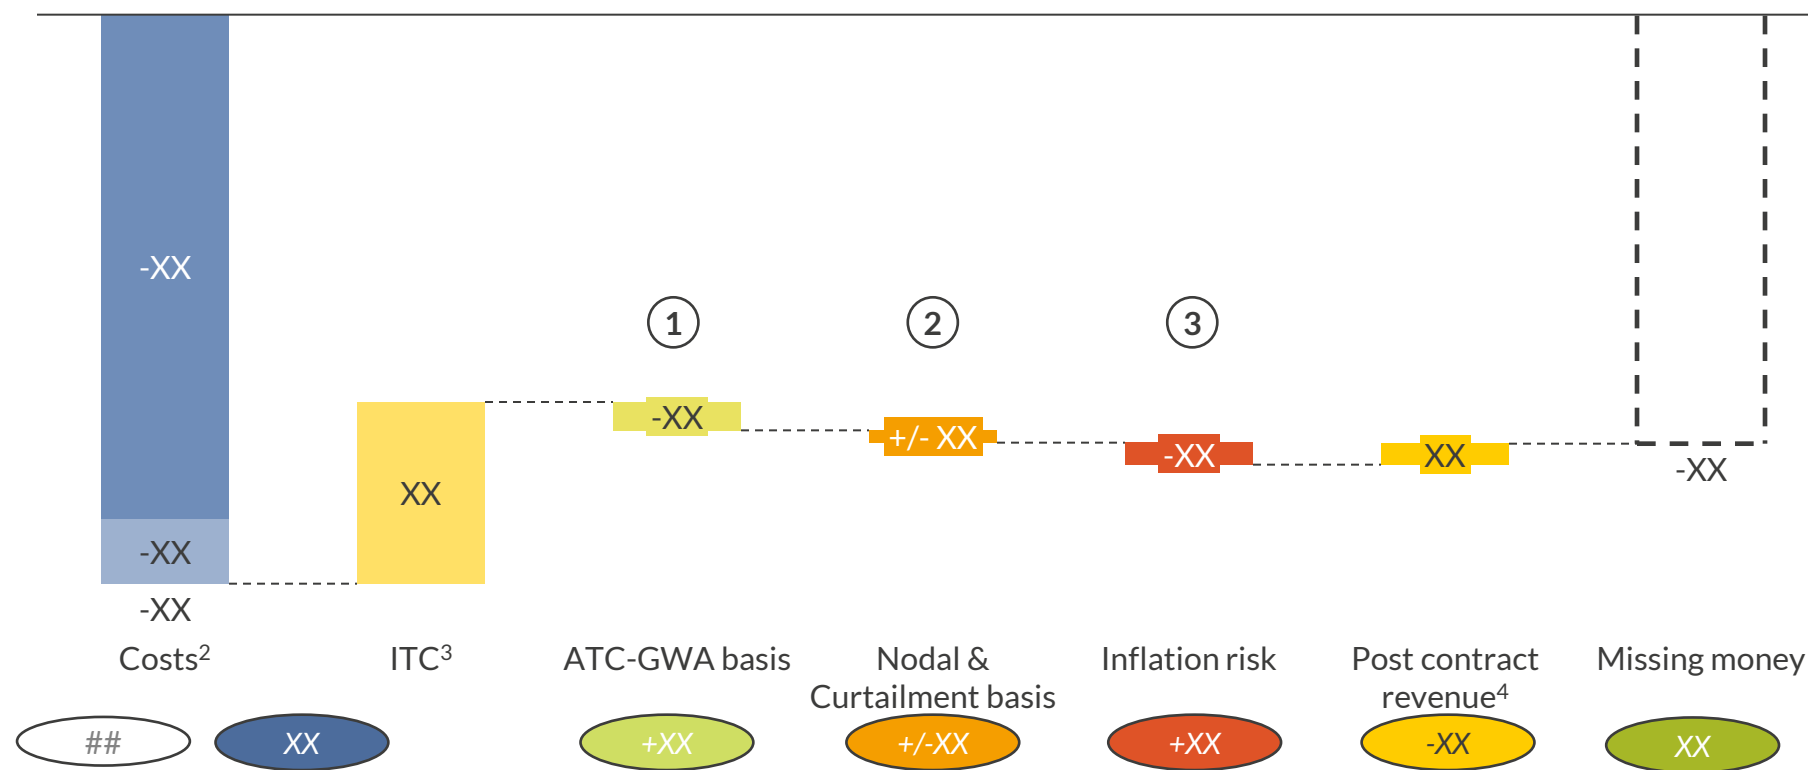 -XX
1
2
3
-XX
+/- XX
-XX
XX
-XX
XX
-XX
-XX
Costs²
ITC³
ATC-GWA basis
Nodal &
Curtailment basis
Inflation risk
Post contract
revenue⁴
Missing money
##
XX
+XX
+/-XX
+XX
-XX
XX